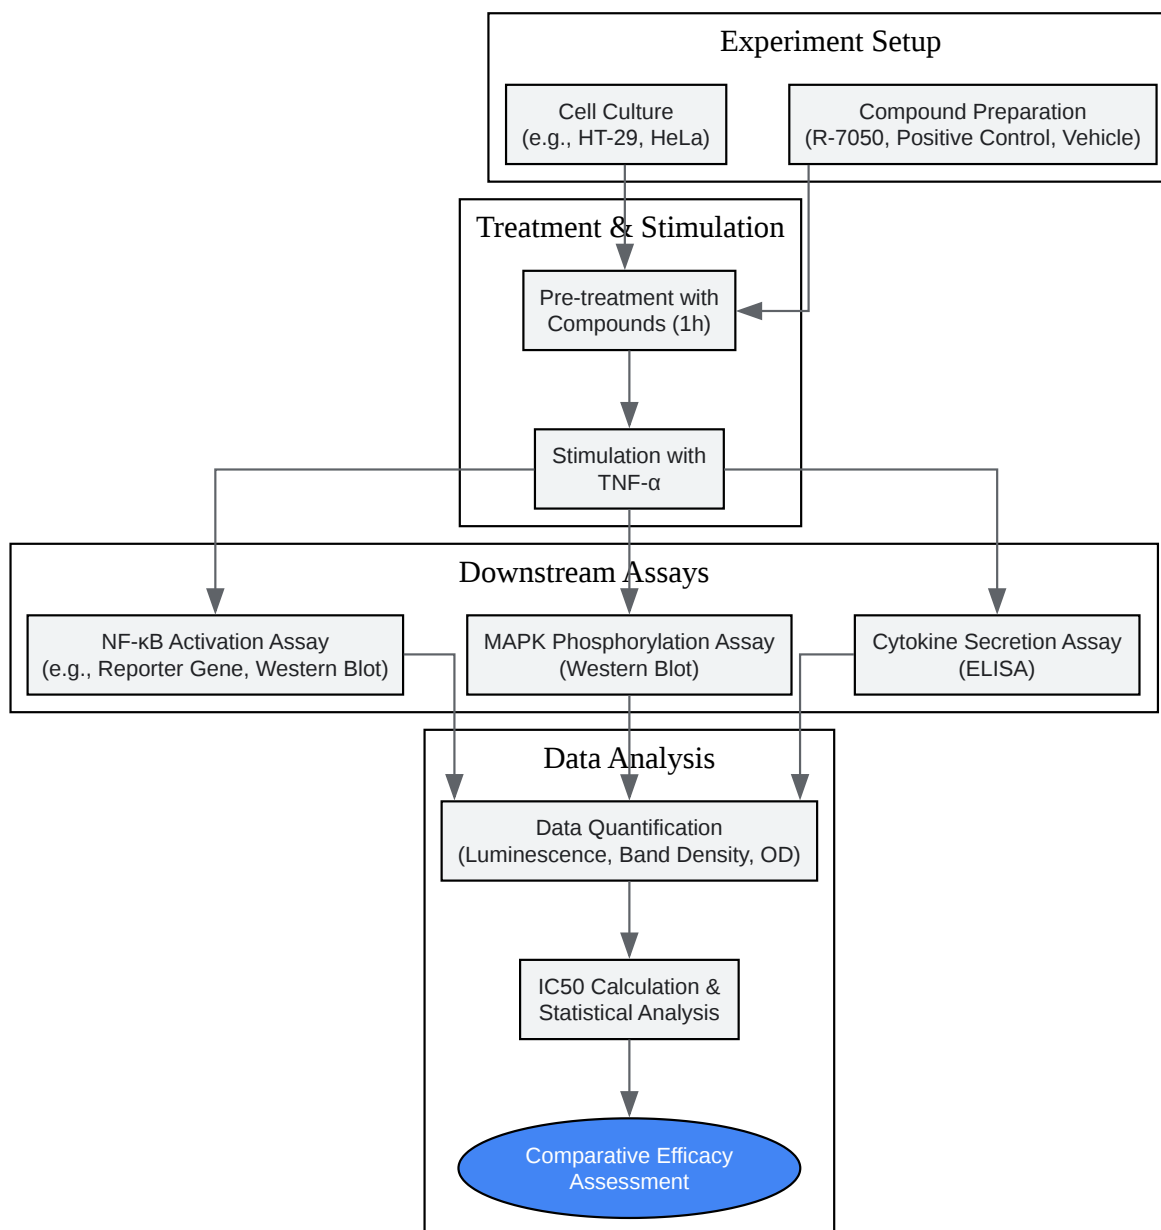 Experiment Setup
Cell Culture
(e.g., HT-29, HeLa)
Compound Preparation
(R-7050, Positive Control, Vehicle)
Treatment & Stimulation
Pre-treatment with
Compounds (1h)
Stimulation with
TNF-α
Downstream Assays
NF-κB Activation Assay
(e.g., Reporter Gene, Western Blot)
MAPK Phosphorylation Assay
(Western Blot)
Cytokine Secretion Assay
(ELISA)
Data Analysis
Data Quantification
(Luminescence, Band Density, OD)
IC50 Calculation &
Statistical Analysis
Comparative Efficacy
Assessment